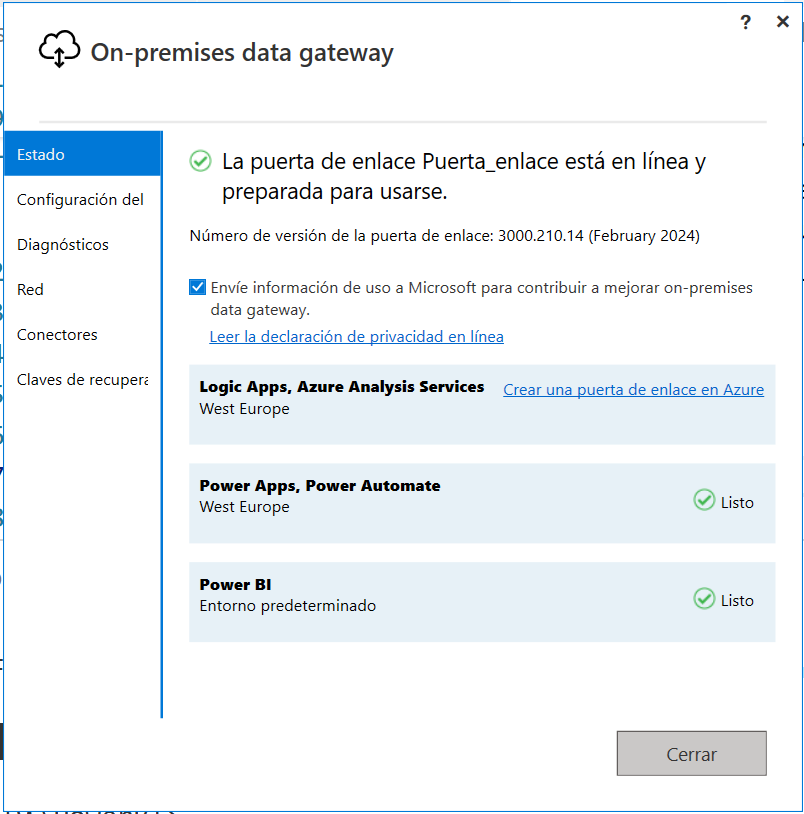 ?
On-premises data gateway
Estado
Configuración del
Diagnósticos
Red
Conectores
Claves de recupera
La puerta de enlace Puerta_enlace está en línea y
preparada para usarse.
Número de versión de la puerta de enlace: 3000.210.14 (February 2024)
Envíe información de uso a Microsoft para contribuir a mejorar on-premises
data gateway.
Leer la declaración de privacidad en línea
Logic Apps, Azure Analysis Services
Crear una puerta de enlace en Azure
West Europe
Power Apps, Power Automate
West Europe
Listo
Power BI
Entorno predeterminado
Listo
Cerrar